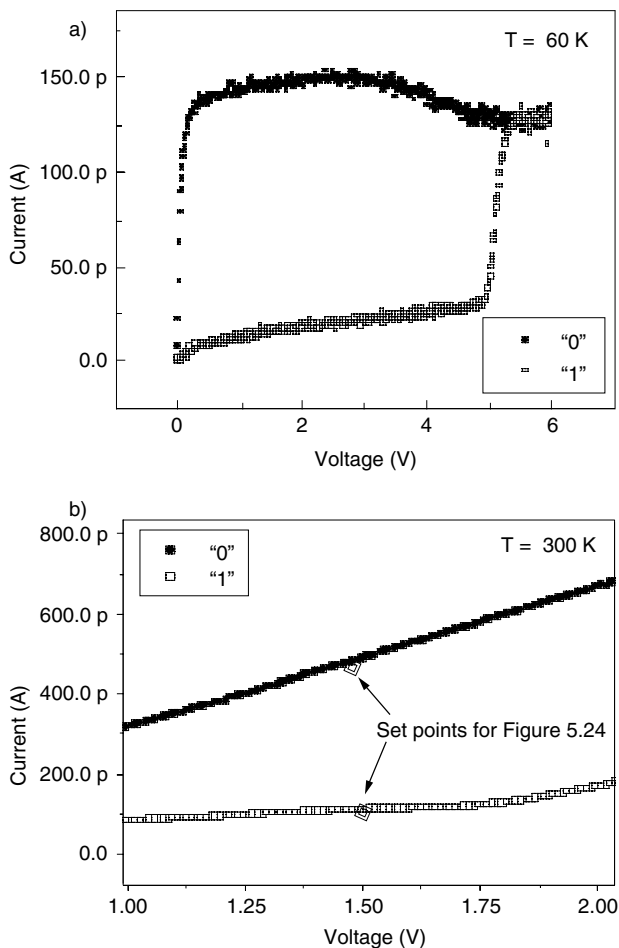 a)
T = 60 K
150.0 p
100.0 p
50.0 p
0.0
Current (A)
"0"
"1"
0 2 4 6
Voltage (V)
b)
800.0 p
600.0 p
400.0 p
200.0 p
0.0
Current (A)
"0"
"1"
T = 300 K
Set points for Figure 5.24
1.00 1.25 1.50 1.75 2.00
Voltage (V)